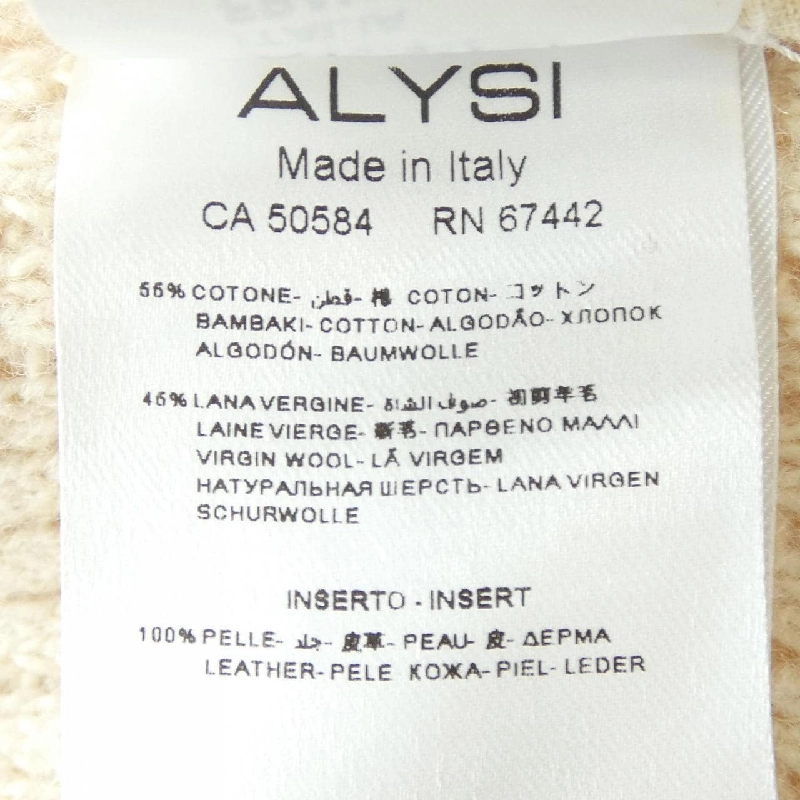 ALYSI
Made in Italy
CA 50584 RN 67442
55% COTONE- قطن- 棉 COTON- コットン
BAMBAKI- COTTON- ALGODÃO- ХЛОПОК
ALGODÓN- BAUMWOLLE
45% LANA VERGINE- صوف الشاة- 初剪羊毛
LAINE VIERGE- 新毛- ΠΑΡΘΕΝΟ ΜΑΛΛΙ
VIRGIN WOOL- LÃ VIRGEM
НАТУРАЛЬНАЯ ШЕРСТЬ- LANA VIRGEN
SCHURWOLLE
INSERTO - INSERT
100% PELLE- جلد- 皮革- PEAU- 皮- ΔΕΡΜΑ
LEATHER- PELE КОЖА- PIEL- LEDER